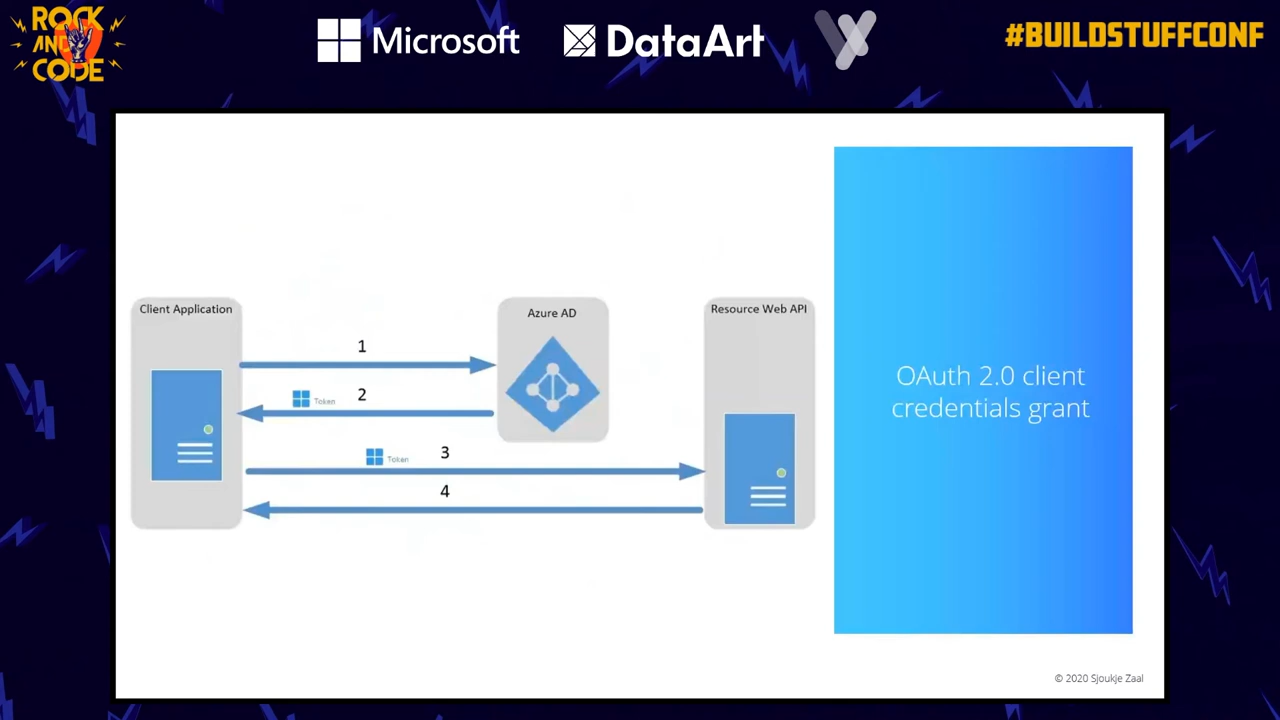 ROCK
AND
CODE
Microsoft
DataArt
#BUILDSTUFFCONF
Client Application
Azure AD
Resource Web API
1
2
Token
3
Token
4
OAuth 2.0 client
credentials grant
© 2020 Sjoukje Zaal